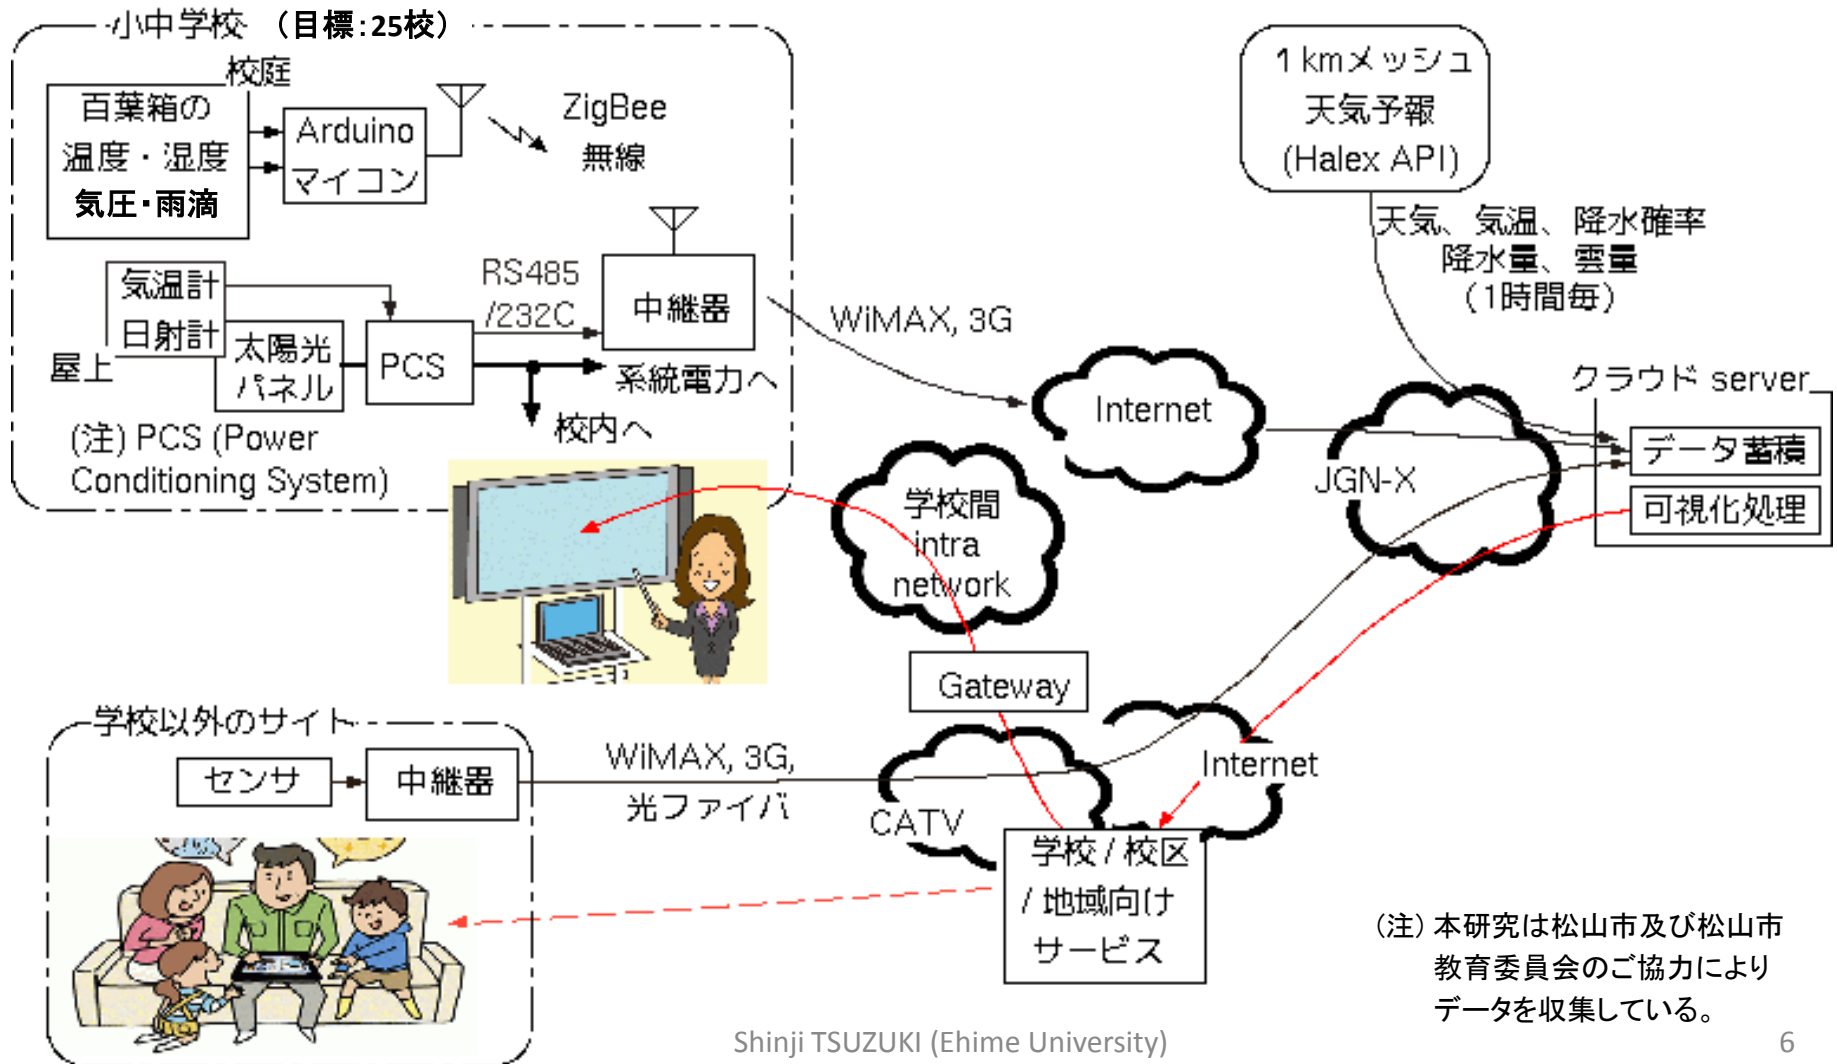 小中学校 （目標：25校）
校庭
百葉箱の
温度・湿度
気圧・雨滴
Arduino
マイコン
ZigBee
無線
気温計
日射計
屋上
太陽光
パネル
PCS
RS485
/232C
中継器
系統電力へ
校内へ
(注) PCS (Power
Conditioning System)
WiMAX, 3G
Internet
1 kmメッシュ
天気予報
(Halex API)
天気、気温、降水確率
降水量、雲量
(1時間毎)
JGN-X
クラウド server
データ蓄積
可視化処理
学校間
intra
network
Gateway
学校以外のサイト
センサ
中継器
WiMAX, 3G,
光ファイバ
CATV
Internet
学校 / 校区
/ 地域向け
サービス
（注）本研究は松山市及び松山市
教育委員会のご協力により
データを収集している。
Shinji TSUZUKI (Ehime University)
6